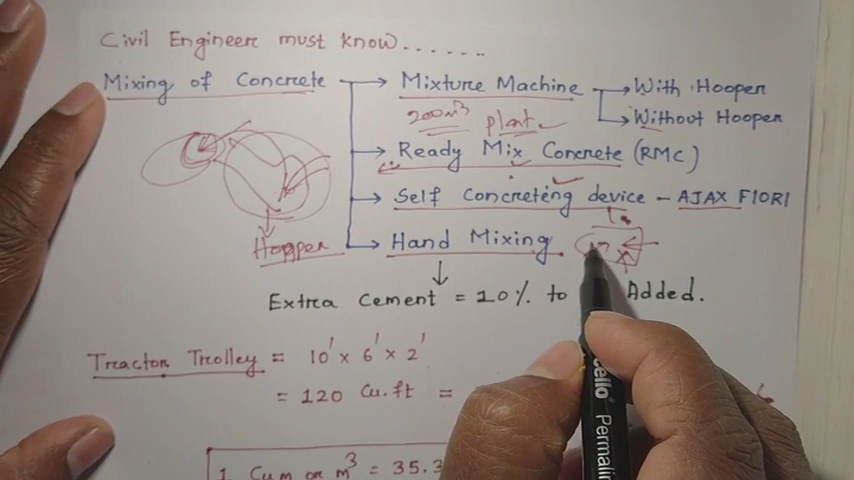 Civil Engineer must know.......
Mixing of Concrete → Mixture Machine → With Hooper
200m³ plant → Without Hooper
→ Ready Mix Concrete (RMC)
→ Self Concreting device - AJAX FIORI
Hopper → Hand Mixing
Extra Cement = 10% to Added.
Tractor Trolley = 10' x 6' x 2'
= 120 Cu.ft =
1 Cum or m³ = 35.3
cello Permalin